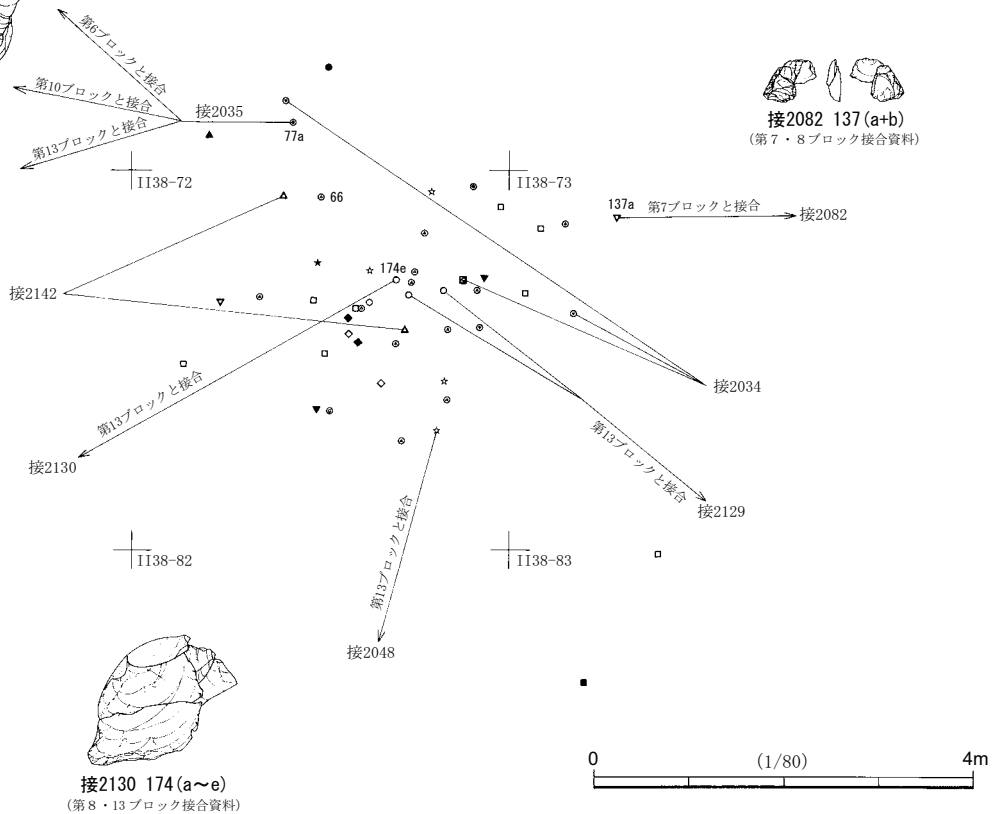 第6ブロックと接合
第10ブロックと接合
接2035
第13ブロックと接合
77a
接2082 137(a+b)
(第7・8ブロック接合資料)
II38-72
II38-73
66
137a
第7ブロックと接合
接2082
174e
接2142
接2034
第13ブロックと接合
接2130
第13ブロックと接合
接2129
第13ブロックと接合
II38-82
II38-83
接2048
接2130 174(a～e)
(第8・13ブロック接合資料)
0
(1/80)
4m